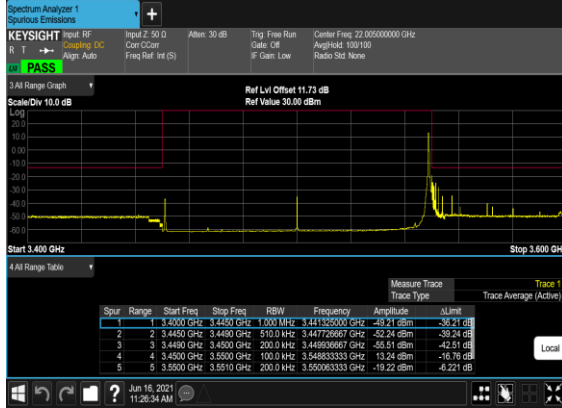 Spectrum Analyzer 1
Spurious Emissions
+
KEYSIGHT Input: RF Input Z: 50 Ω Atten: 30 dB Trig: Free Run Center Freq: 22.005000000 GHz
R T Coupling: DC Corr CCorr Gate: Off Avg|Hold: 100/100
Align: Auto Freq Ref: Int (S) IF Gain: Low Radio Std: None
PASS
3 All Range Graph
Ref Lvl Offset 11.73 dB
Scale/Div 10.0 dB Ref Value 30.00 dBm
Log
20.0
10.0
0.00
-10.0
-20.0
-30.0
-40.0
-50.0
-60.0
Start 3.400 GHz Stop 3.600 GH
4 All Range Table
Measure Trace Trace 1
Trace Type Trace Average (Active)
Spur Range Start Freq Stop Freq RBW Frequency Amplitude ΔLimit
1 1 3.4000 GHz 3.4450 GHz 1.000 MHz 3.441325000 GHz -49.21 dBm -36.21 dB
2 2 3.4450 GHz 3.4490 GHz 510.0 kHz 3.447726667 GHz -52.24 dBm -39.24 dB
3 3 3.4490 GHz 3.4500 GHz 200.0 kHz 3.449936667 GHz -55.51 dBm -42.51 dB
4 4 3.4500 GHz 3.5500 GHz 100.0 kHz 3.548833333 GHz 13.24 dBm -16.76 dB
5 5 3.5500 GHz 3.5510 GHz 200.0 kHz 3.550063333 GHz -19.22 dBm -6.221 dB
Local
? Jun 16, 2021
11:26:34 AM